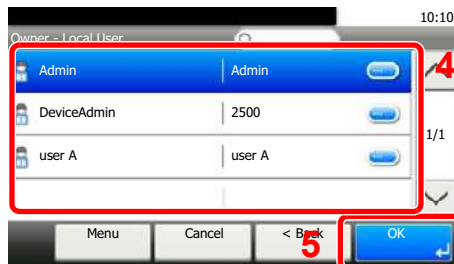 10:10
Owner - Local User
Admin Admin
4
DeviceAdmin 2500
1/1
user A user A
Menu Cancel < Back OK
5